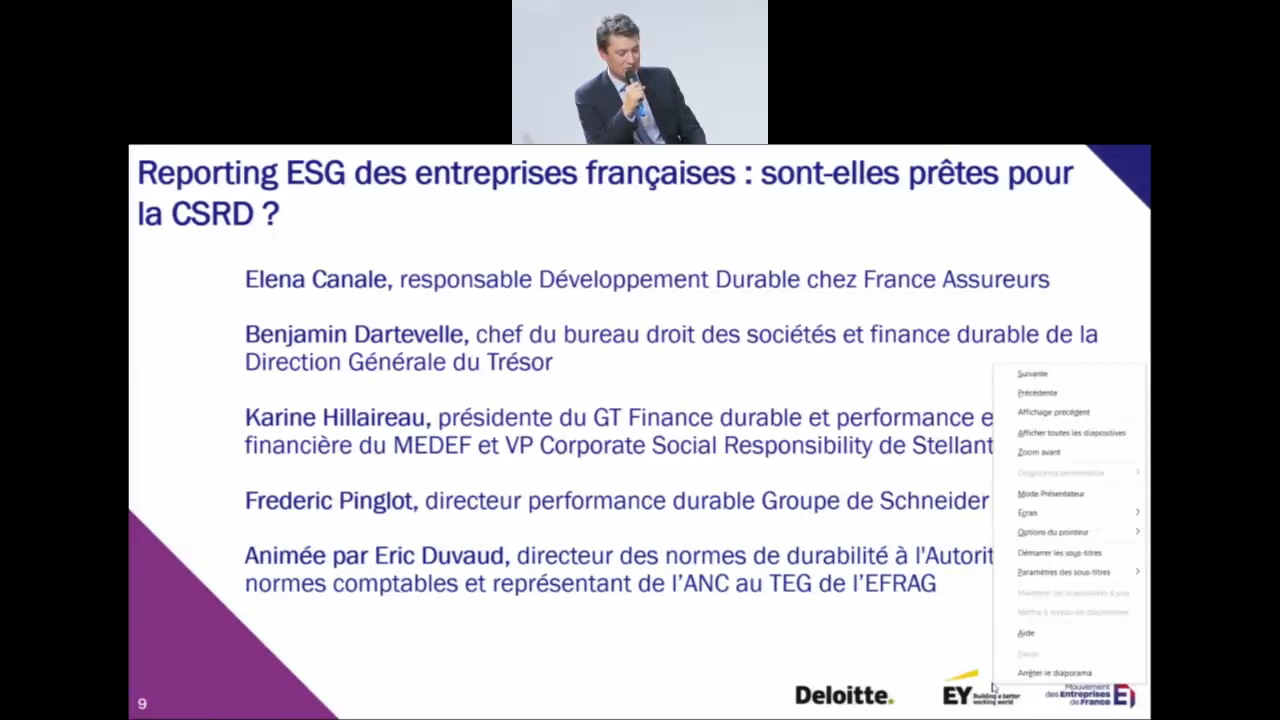 Reporting ESG des entreprises françaises : sont-elles prêtes pour
la CSRD ?
Elena Canale, responsable Développement Durable chez France Assureurs
Benjamin Dartevelle, chef du bureau droit des sociétés et finance durable de la
Direction Générale du Trésor
Karine Hillaireau, présidente du GT Finance durable et performance e
financière du MEDEF et VP Corporate Social Responsibility de Stellant
Frederic Pinglot, directeur performance durable Groupe de Schneider
Animée par Eric Duvaud, directeur des normes de durabilité à l'Autorit
normes comptables et représentant de l'ANC au TEG de l'EFRAG
Suivante
Précédente
Affichage précédent
Afficher toutes les diapositives
Zoom avant
Mode Présentateur
Écran
Options du pointeur
Démarrer les sous-titres
Paramètres des sous-titres
Aide
Pause
Arrêter le diaporama
9
Deloitte.
EY
Building a better
working world
Mouvement
des Entreprises
de France